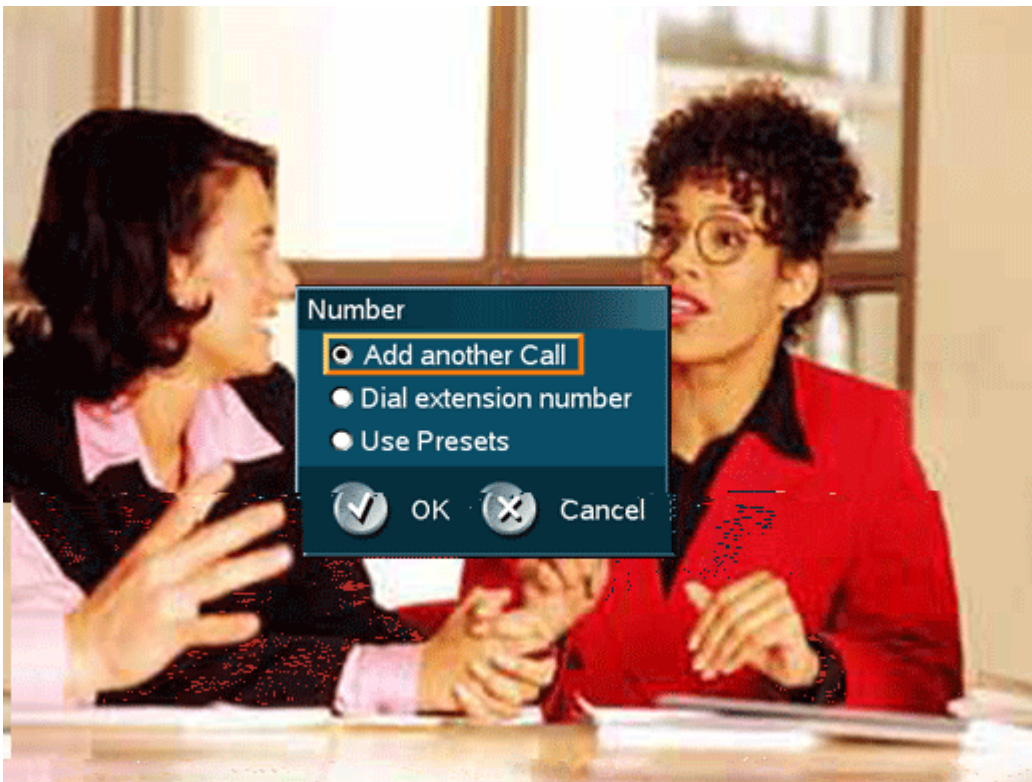 Number
Add another Call
Dial extension number
Use Presets
OK Cancel